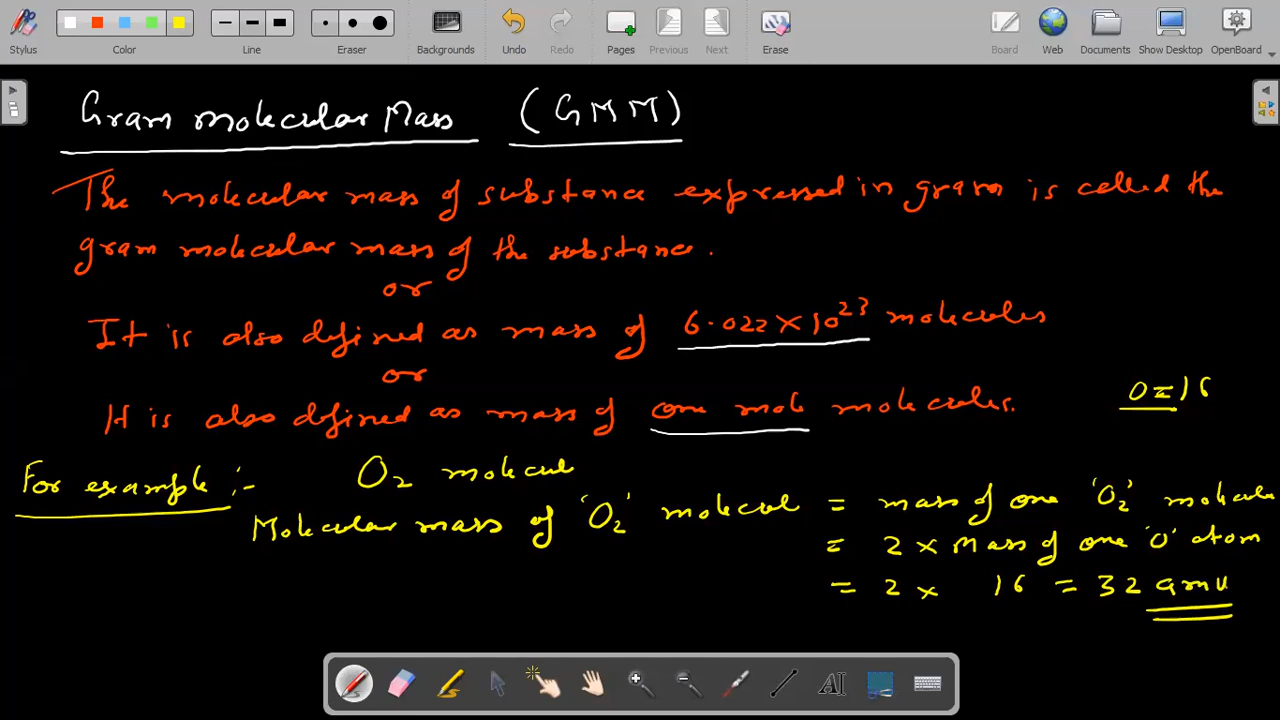 Stylus Color Line Eraser Backgrounds Undo Redo Pages Previous Next Erase Board Web Documents Show Desktop OpenBoard
Gram molecular Mass (GMM)
The molecular mass of substance expressed in gram is called the
gram molecular mass of the substance.
or
It is also defined as mass of 6.022 × 10²³ molecules
or
It is also defined as mass of one mole molecules.
O = 16
For example :- O₂ molecul
Molecular mass of 'O₂' molecul = mass of one 'O₂' molecule
= 2 × Mass of one 'O' atom
= 2 × 16 = 32 amu